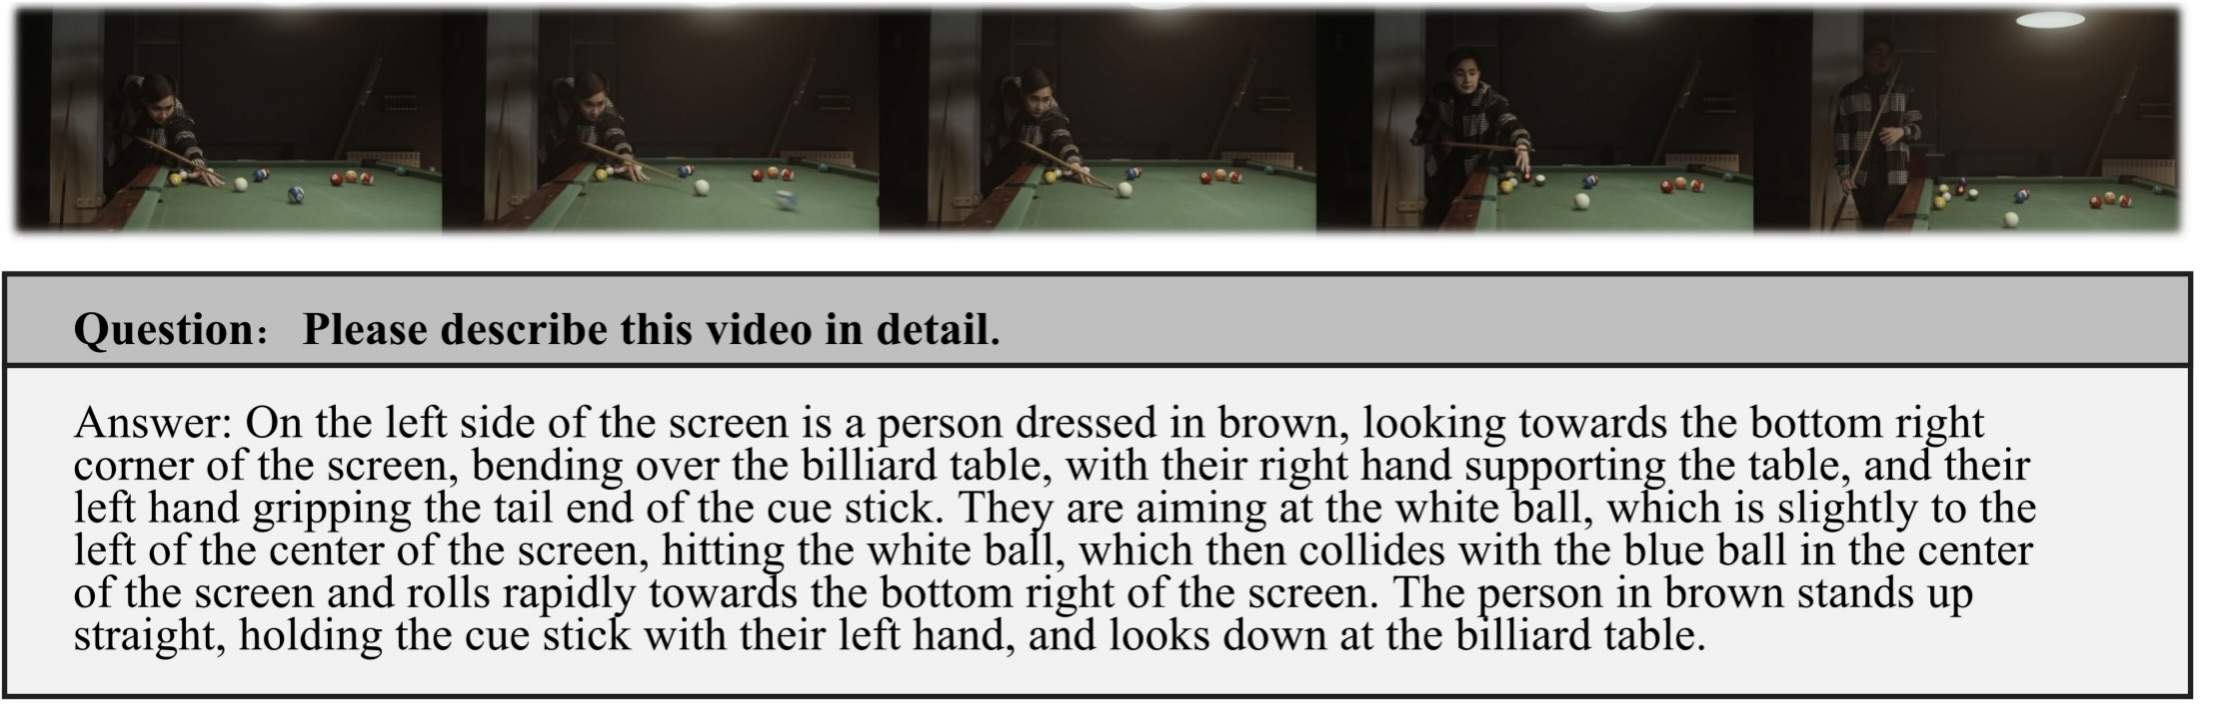 Question: Please describe this video in detail.
Answer: On the left side of the screen is a person dressed in brown, looking towards the bottom right
corner of the screen, bending over the billiard table, with their right hand supporting the table, and their
left hand gripping the tail end of the cue stick. They are aiming at the white ball, which is slightly to the
left of the center of the screen, hitting the white ball, which then collides with the blue ball in the center
of the screen and rolls rapidly towards the bottom right of the screen. The person in brown stands up
straight, holding the cue stick with their left hand, and looks down at the billiard table.